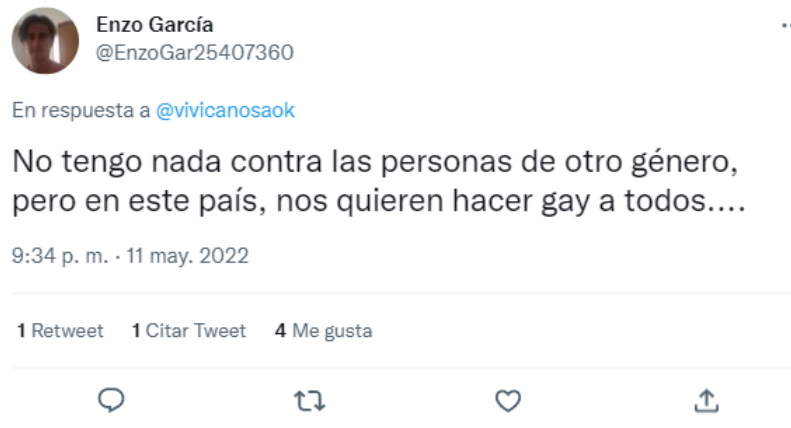 Enzo García
@EnzoGar25407360
En respuesta a @vivicanosaok
No tengo nada contra las personas de otro género,
pero en este país, nos quieren hacer gay a todos....
9:34 p. m. · 11 may. 2022
1 Retweet 1 Citar Tweet 4 Me gusta